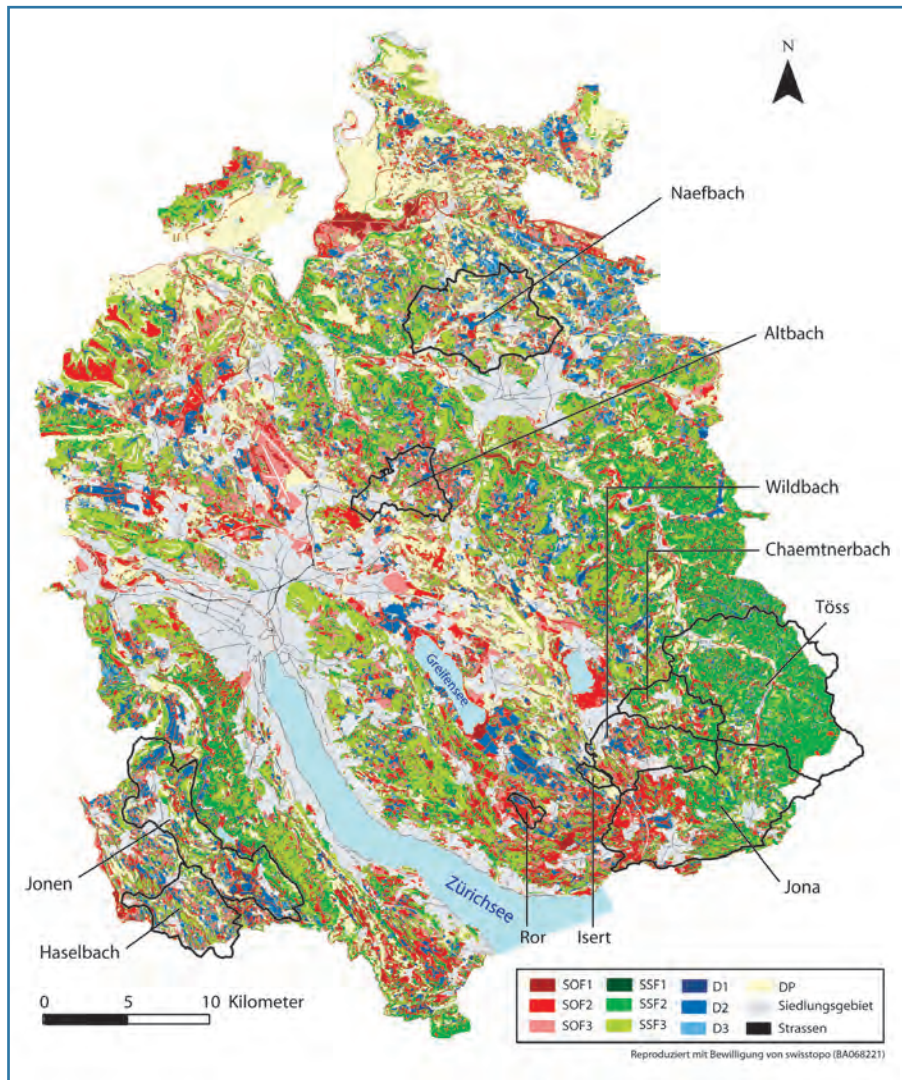 N
Naefbach
Altbach
Wildbach
Chaemtnerbach
Töss
Greifensee
Zürichsee
Jonen
Haselbach
Ror
Isert
Jona
0 5 10 Kilometer
SOF1 SSF1 D1 DP
SOF2 SSF2 D2 Siedlungsgebiet
SOF3 SSF3 D3 Strassen
Reproduziert mit Bewilligung von swisstopo (BA068221)